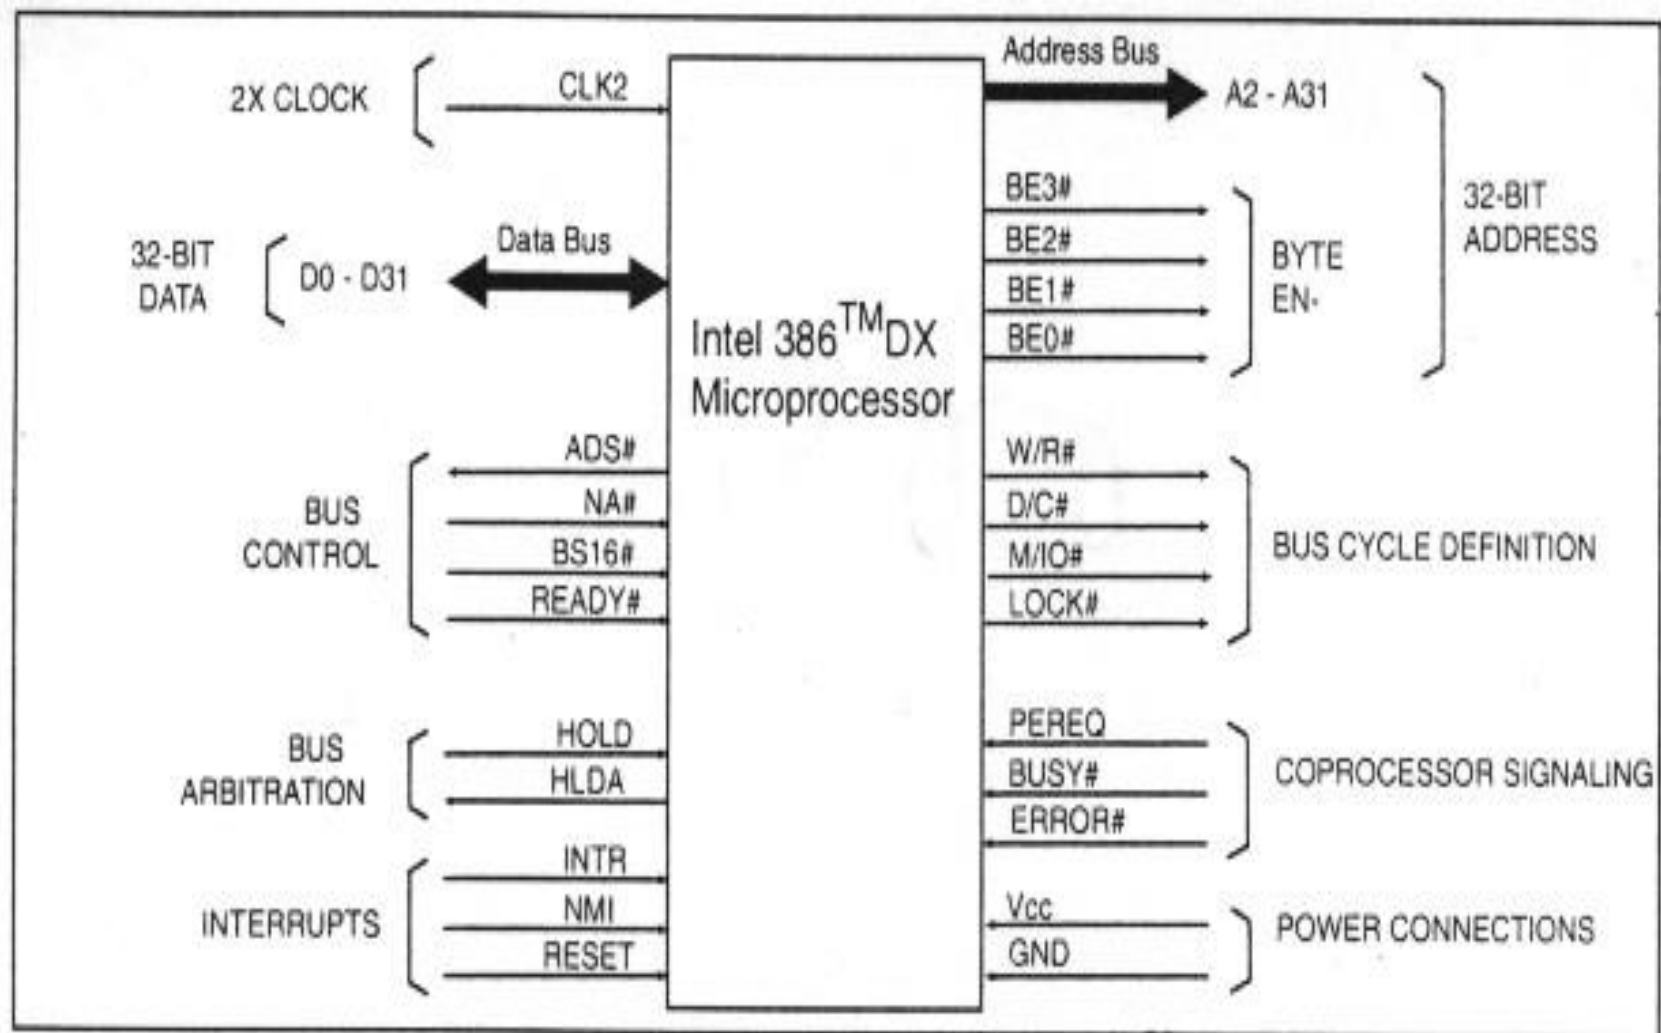 2X CLOCK
CLK2
Address Bus
A2 - A31
BE3#
BE2#
BE1#
BE0#
BYTE
EN-
32-BIT
ADDRESS
32-BIT
DATA
D0 - D31
Data Bus
Intel 386™DX
Microprocessor
BUS
CONTROL
ADS#
NA#
BS16#
READY#
W/R#
D/C#
M/IO#
LOCK#
BUS CYCLE DEFINITION
BUS
ARBITRATION
HOLD
HLDA
PEREQ
BUSY#
ERROR#
COPROCESSOR SIGNALING
INTERRUPTS
INTR
NMI
RESET
Vcc
GND
POWER CONNECTIONS